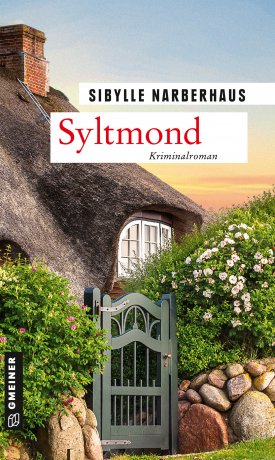 SIBYLLE NARBERHAUS
Syltmond
Kriminalroman
GMEINER